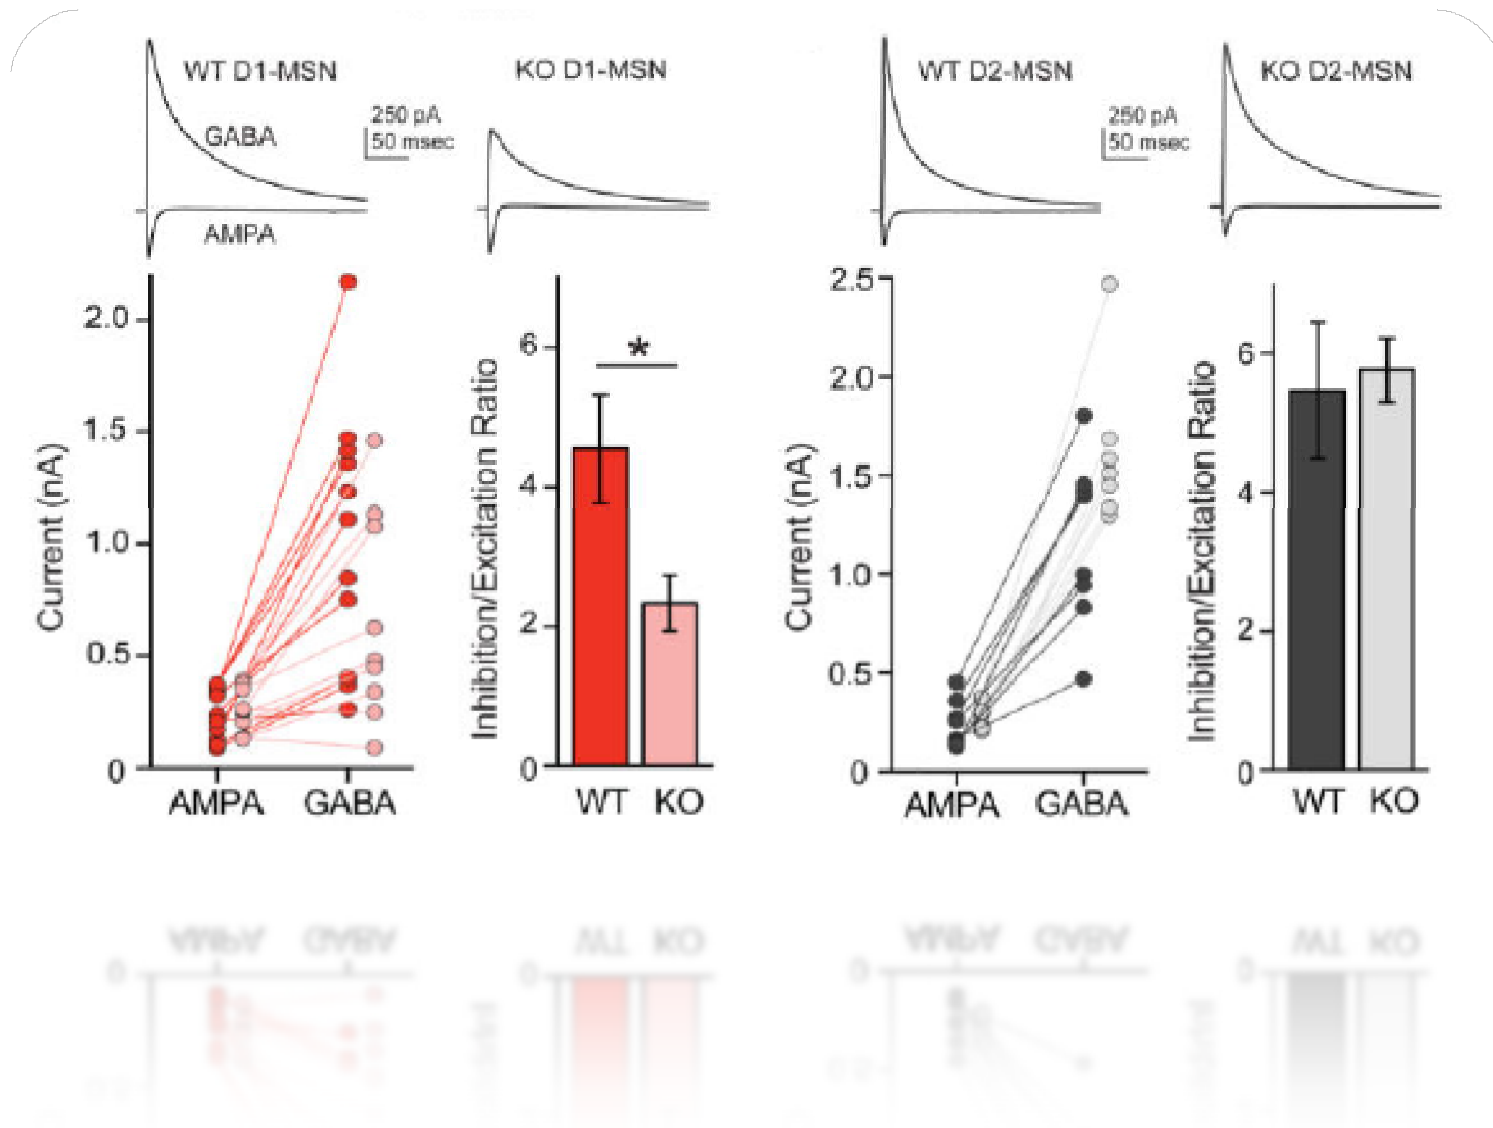 WT D1-MSN
GABA
AMPA
250 pA
50 msec
KO D1-MSN
WT D2-MSN
250 pA
50 msec
KO D2-MSN
Current (nA)
2.0
1.5
1.0
0.5
0
AMPA GABA
Inhibition/Excitation Ratio
6
4
2
0
*
WT KO
Current (nA)
2.5
2.0
1.5
1.0
0.5
0
AMPA GABA
Inhibition/Excitation Ratio
6
4
2
0
WT KO